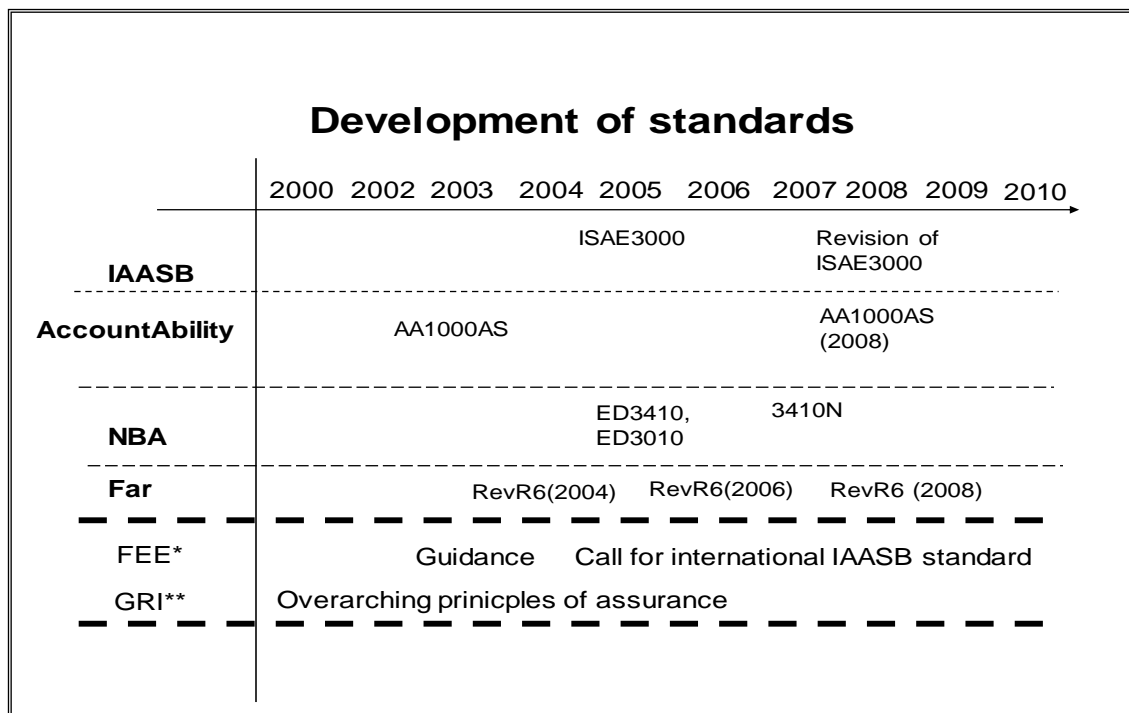 Development of standards
2000 2002 2003 2004 2005 2006 2007 2008 2009 2010
IAASB
ISAE3000
Revision of
ISAE3000
AccountAbility
AA1000AS
AA1000AS
(2008)
NBA
ED3410,
ED3010
3410N
Far
RevR6(2004)
RevR6(2006)
RevR6 (2008)
FEE*
Guidance
Call for international IAASB standard
GRI**
Overarching prinicples of assurance